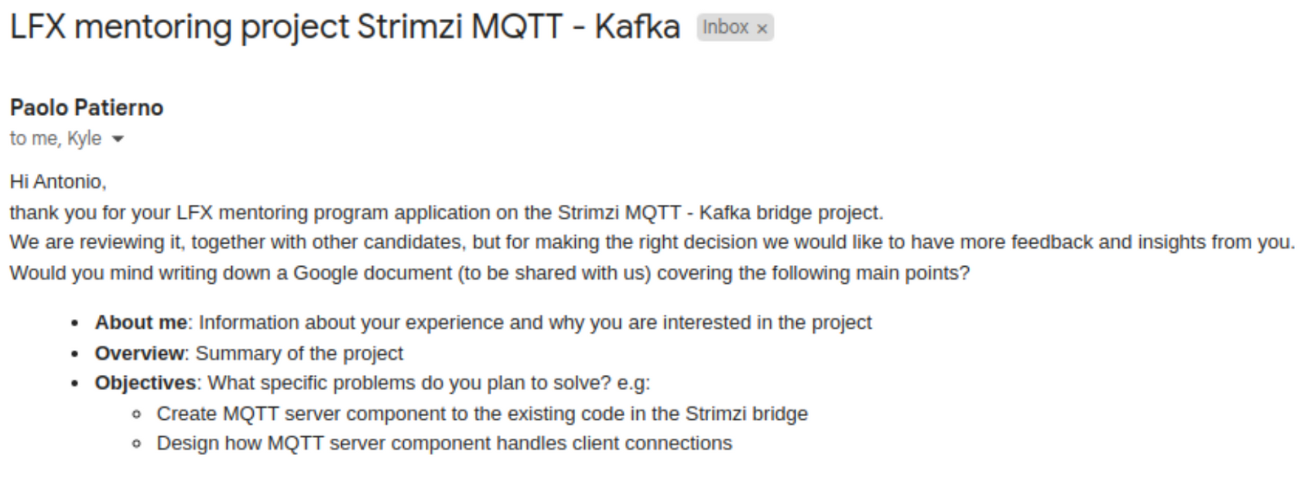 LFX mentoring project Strimzi MQTT - Kafka Inbox ×
Paolo Patierno
to me, Kyle
Hi Antonio,
thank you for your LFX mentoring program application on the Strimzi MQTT - Kafka bridge project.
We are reviewing it, together with other candidates, but for making the right decision we would like to have more feedback and insights from you.
Would you mind writing down a Google document (to be shared with us) covering the following main points?
• About me: Information about your experience and why you are interested in the project
• Overview: Summary of the project
• Objectives: What specific problems do you plan to solve? e.g:
◦ Create MQTT server component to the existing code in the Strimzi bridge
◦ Design how MQTT server component handles client connections